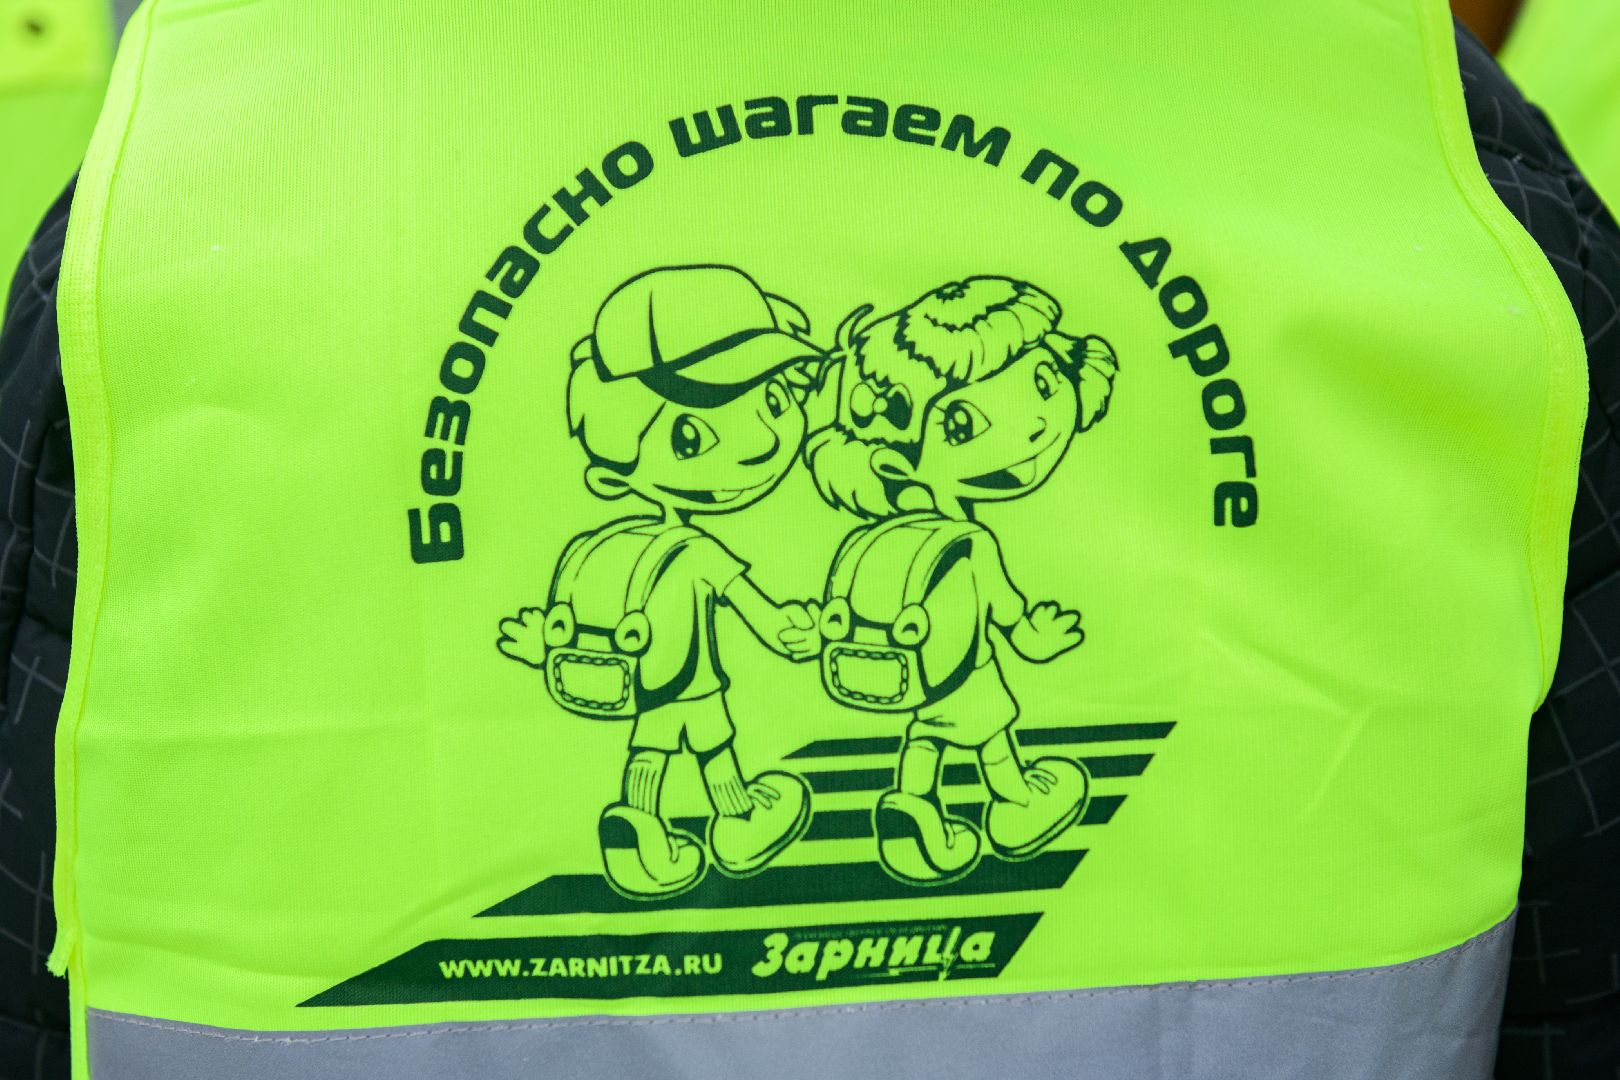 Безопасно шагаем по дороге
WWW.ZARNITZA.RU Зарница